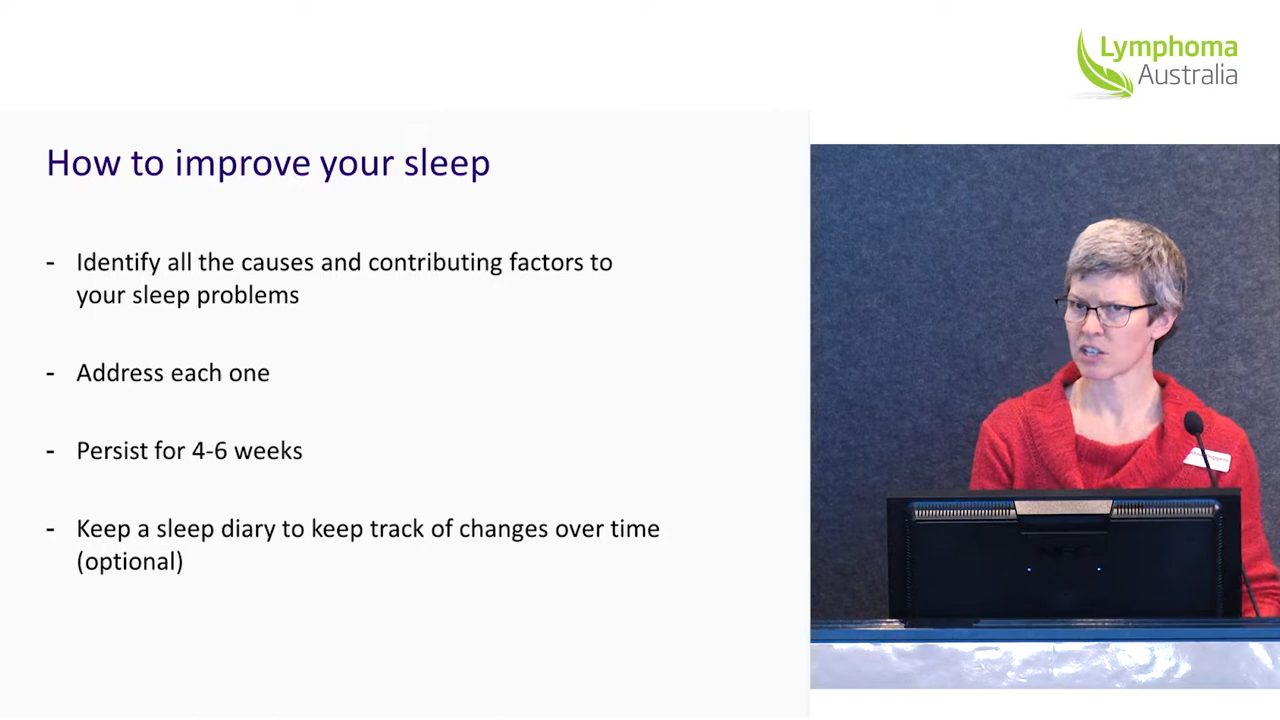 Lymphoma
Australia
How to improve your sleep
- Identify all the causes and contributing factors to
your sleep problems
- Address each one
- Persist for 4-6 weeks
- Keep a sleep diary to keep track of changes over time
(optional)